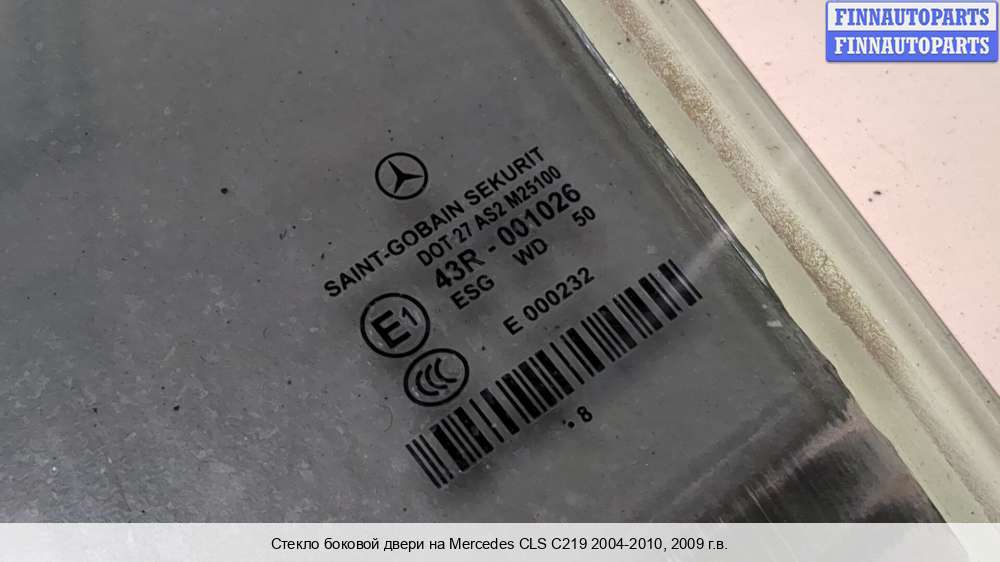 FINNAUTOPARTS
FINNAUTOPARTS
SAINT-GOBAIN SEKURIT
DOT 27 AS2 M25100
43R - 001026
ESG WD 50
E1
E 000232
CCC
. 8
Стекло боковой двери на Mercedes CLS C219 2004-2010, 2009 г.в.